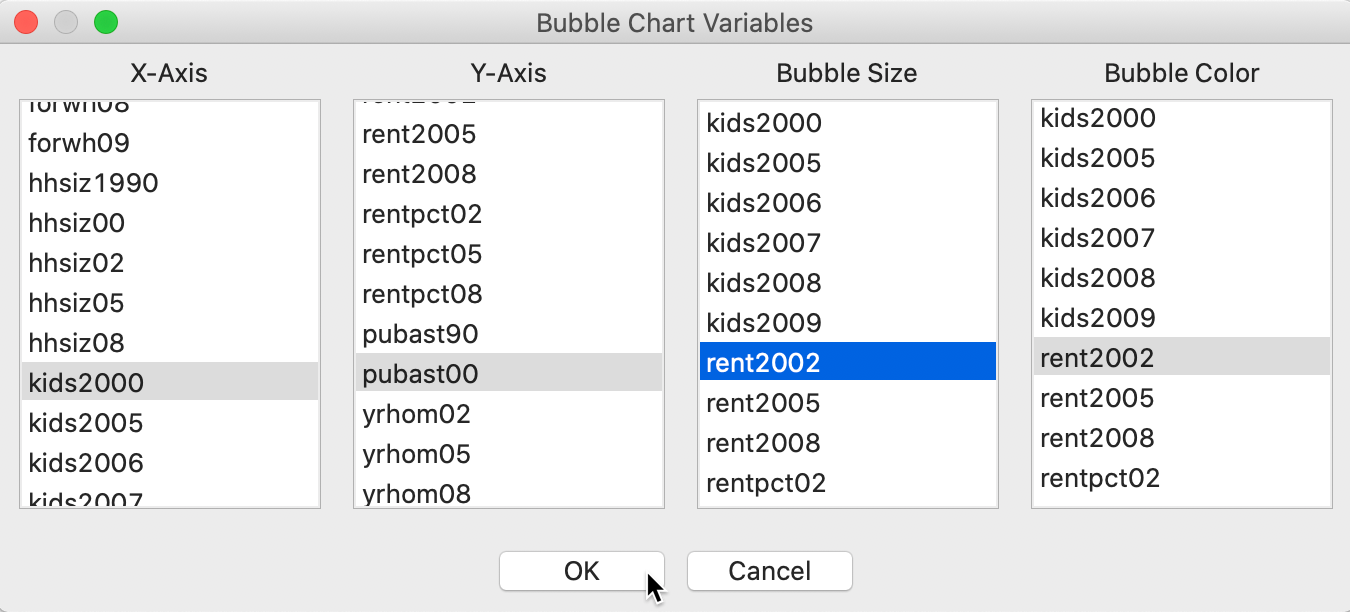 Bubble Chart Variables
X-Axis
forwh08
forwh09
hhsiz1990
hhsiz00
hhsiz02
hhsiz05
hhsiz08
kids2000
kids2005
kids2006
kids2007
Y-Axis
rent2002
rent2005
rent2008
rentpct02
rentpct05
rentpct08
pubast90
pubast00
yrhom02
yrhom05
yrhom08
Bubble Size
kids2000
kids2005
kids2006
kids2007
kids2008
kids2009
rent2002
rent2005
rent2008
rentpct02
Bubble Color
kids2000
kids2005
kids2006
kids2007
kids2008
kids2009
rent2002
rent2005
rent2008
rentpct02
OK
Cancel